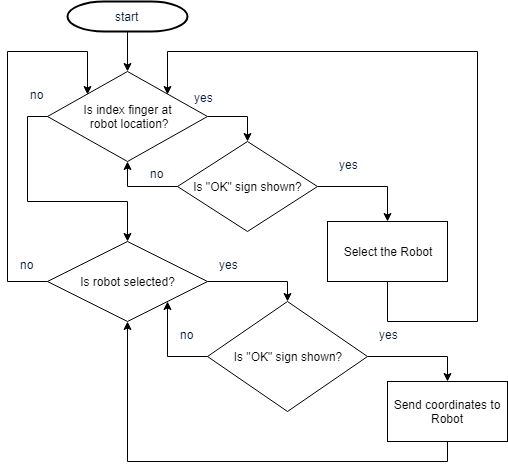 start
no
yes
Is index finger at
robot location?
no
yes
Is "OK" sign shown?
Select the Robot
no
yes
Is robot selected?
no
yes
Is "OK" sign shown?
Send coordinates to
Robot